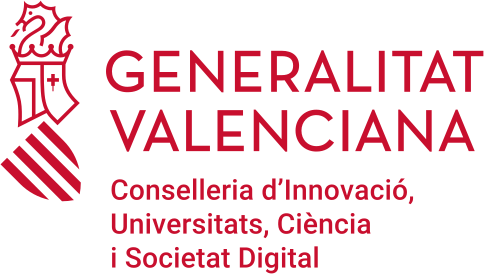 GENERALITAT
VALENCIANA
Conselleria d’Innovació,
Universitats, Ciència
i Societat Digital